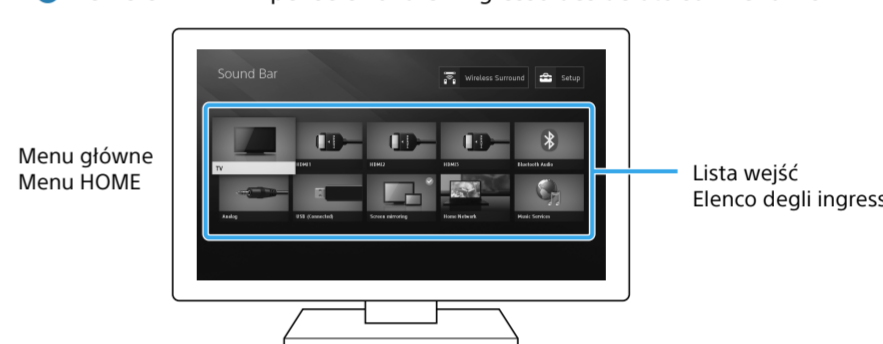 Sound Bar
Wireless Surround
Setup
Menu główne
Menu HOME
TV
HDMI1
HDMI2
HDMI3
Bluetooth Audio
Analog
USB (Connected)
Screen mirroring
Home Network
Music Services
Lista wejść
Elenco degli ingress